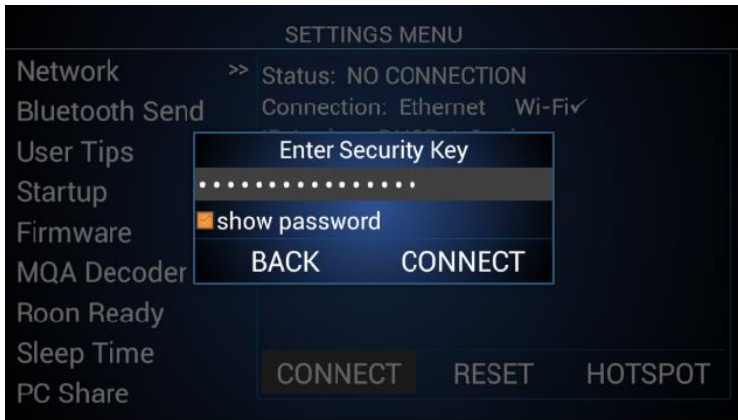 SETTINGS MENU
Network >>
Bluetooth Send
User Tips
Startup
Firmware
MQA Decoder
Roon Ready
Sleep Time
PC Share
Status: NO CONNECTION
Connection: Ethernet Wi-Fi✓
Enter Security Key
••••••••••••••••
show password
BACK CONNECT
CONNECT RESET HOTSPOT